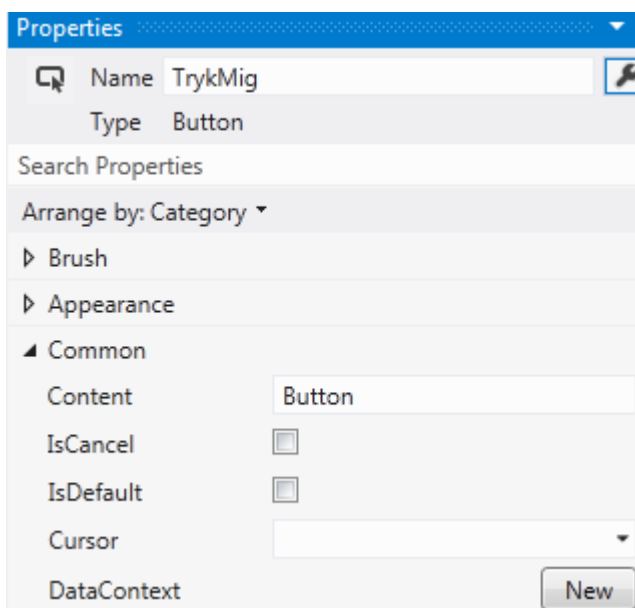 Properties
Name TrykMig
Type Button
Search Properties
Arrange by: Category
Brush
Appearance
Common
Content Button
IsCancel
IsDefault
Cursor
DataContext New